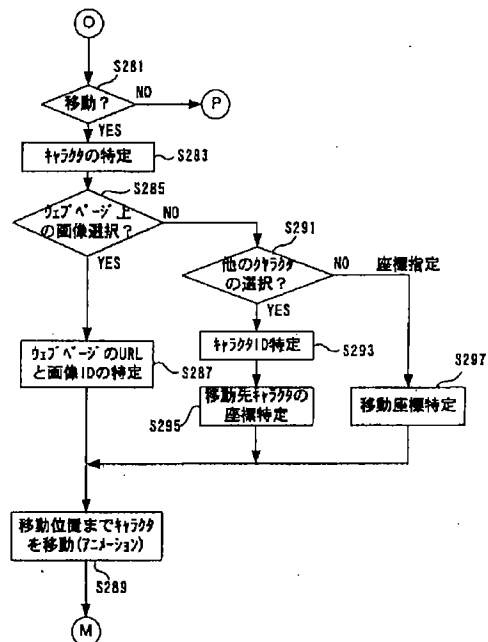 O
S281
移動?
NO
P
YES
キャラクタの特定
S283
S285
ウェブページ上
の画像選択?
NO
YES
S291
他のクャラクタ
の選択?
NO
座標指定
YES
キャラクタID特定
S293
ウェブページのURL
と画像IDの特定
S287
移動先キャラクタの
座標特定
S295
S297
移動座標特定
移動位置までキャラクタ
を移動(アニメーション)
S289
M